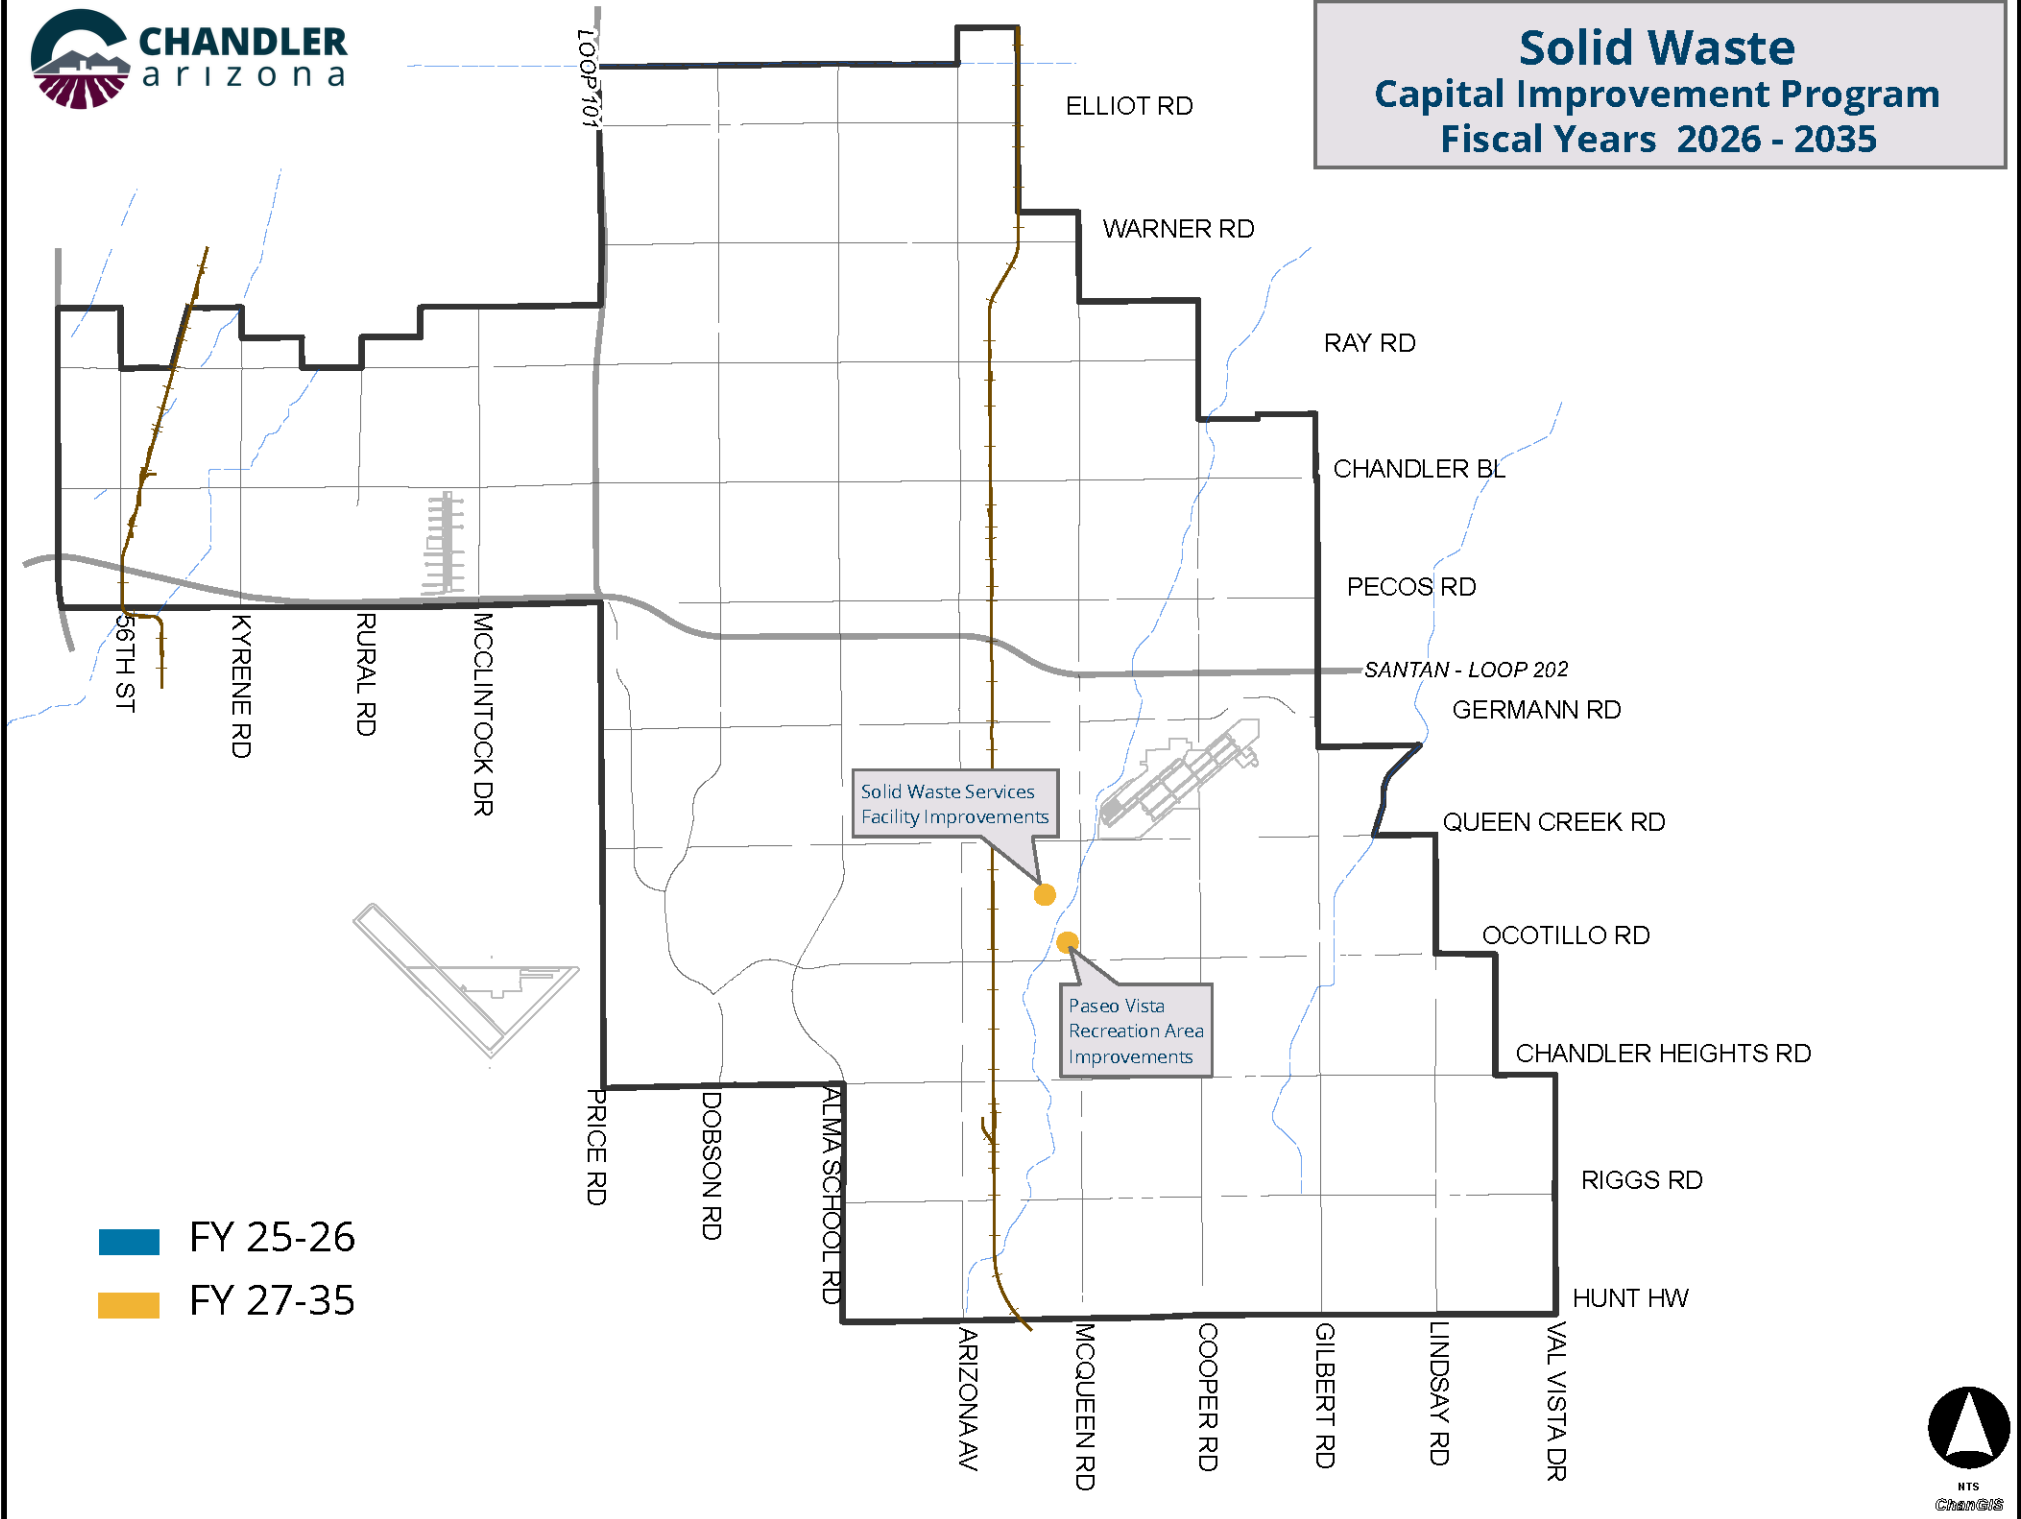 CHANDLER
arizona
Solid Waste
Capital Improvement Program
Fiscal Years 2026 - 2035
LOOP 101
ELLIOT RD
WARNER RD
RAY RD
CHANDLER BL
PECOS RD
SANTAN - LOOP 202
GERMANN RD
QUEEN CREEK RD
OCOTILLO RD
CHANDLER HEIGHTS RD
RIGGS RD
HUNT HW
56TH ST
KYRENE RD
RURAL RD
MCCLINTOCK DR
Solid Waste Services
Facility Improvements
Paseo Vista
Recreation Area
Improvements
PRICE RD
DOBSON RD
ALMA SCHOOL RD
ARIZONA AV
MCQUEEN RD
COOPER RD
GILBERT RD
LINDSAY RD
VAL VISTA DR
FY 25-26
FY 27-35
NTS
ChanGIS